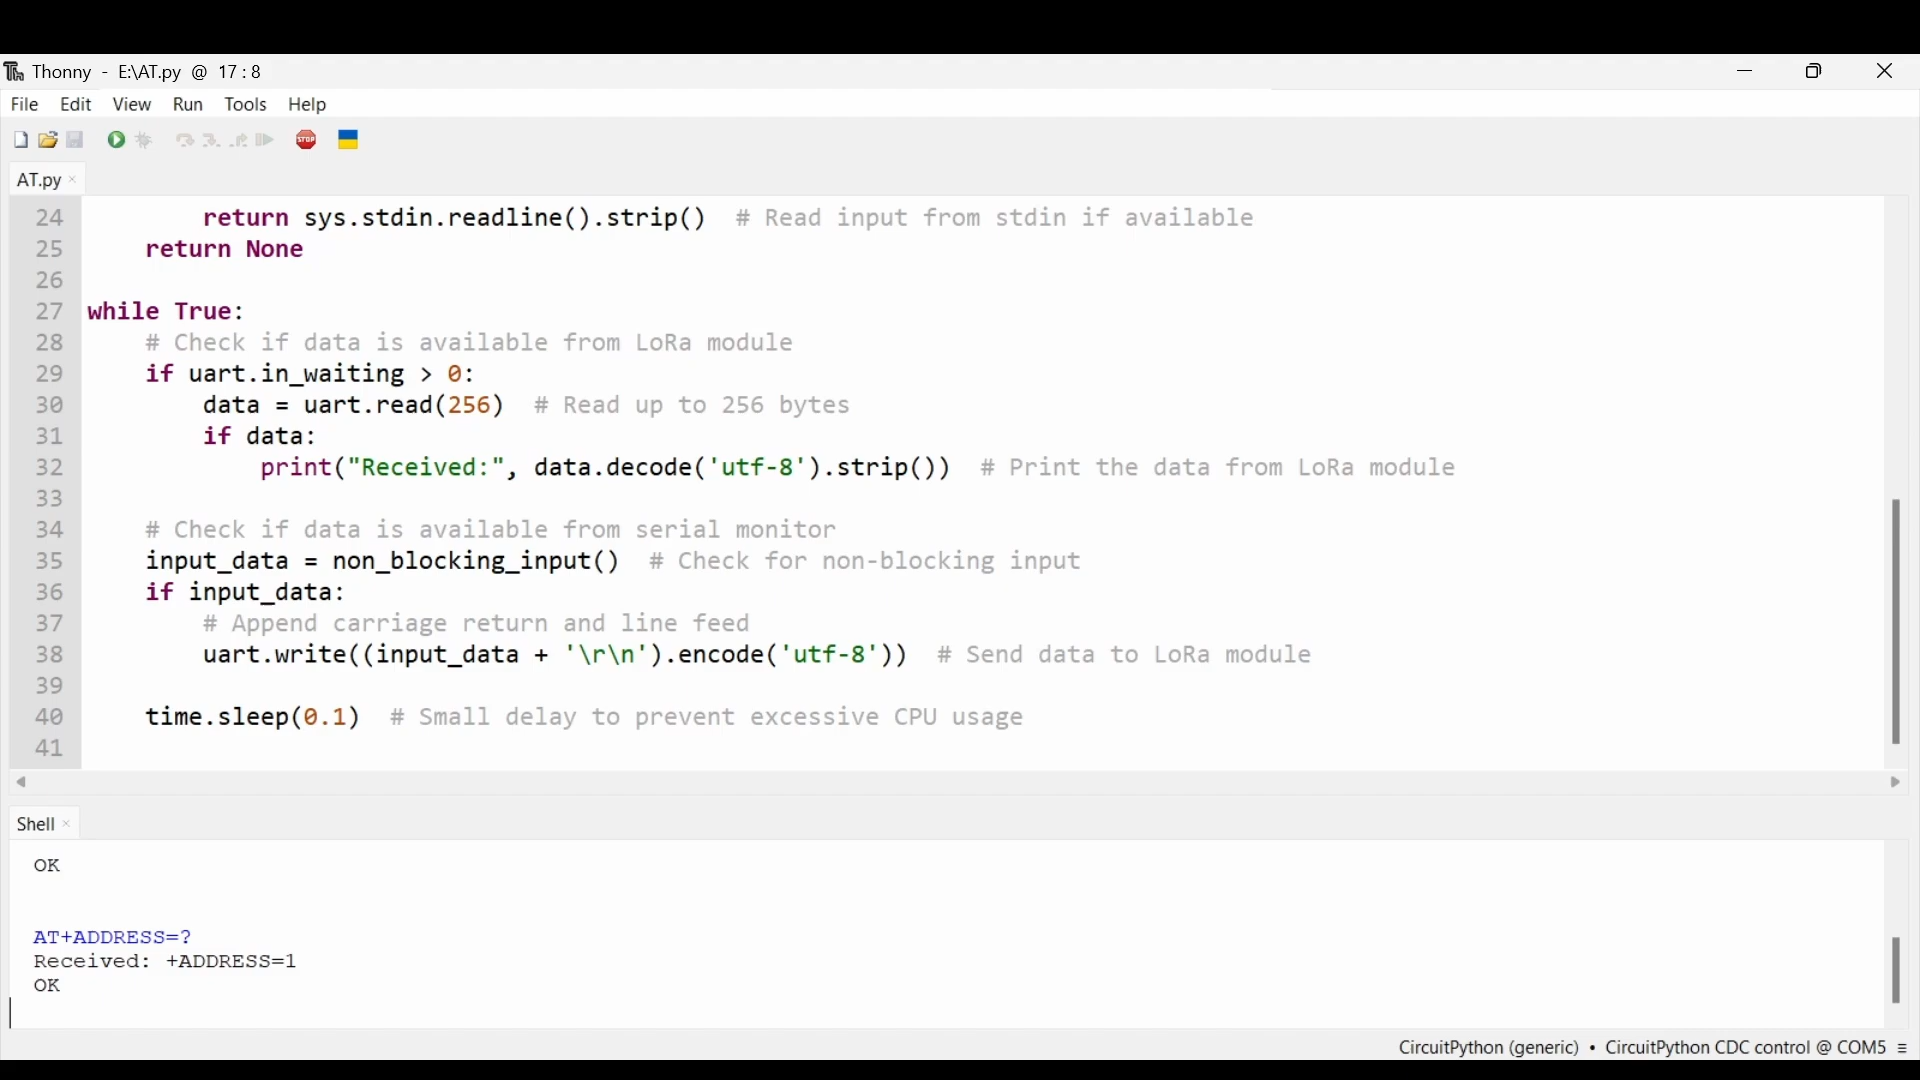 Thonny - E:\AT.py @ 17 : 8
File Edit View Run Tools Help
STOP
AT.py
24 return sys.stdin.readline().strip() # Read input from stdin if available
25 return None
26
27 while True:
28 # Check if data is available from LoRa module
29 if uart.in_waiting > 0:
30 data = uart.read(256) # Read up to 256 bytes
31 if data:
32 print("Received:", data.decode('utf-8').strip()) # Print the data from LoRa module
33
34 # Check if data is available from serial monitor
35 input_data = non_blocking_input() # Check for non-blocking input
36 if input_data:
37 # Append carriage return and line feed
38 uart.write((input_data + '\r\n').encode('utf-8')) # Send data to LoRa module
39
40 time.sleep(0.1) # Small delay to prevent excessive CPU usage
41
Shell
OK
AT+ADDRESS=?
Received: +ADDRESS=1
OK
CircuitPython (generic) • CircuitPython CDC control @ COM5 ≡